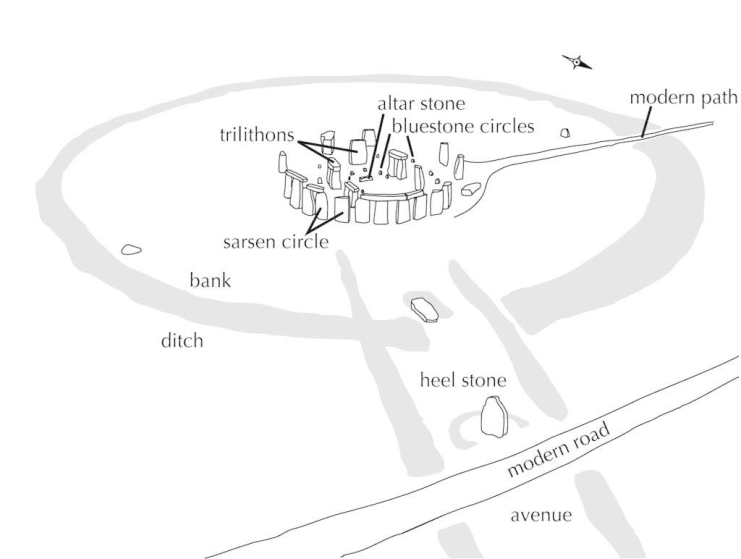 modern path
altar stone
bluestone circles
trilithons
sarsen circle
bank
ditch
heel stone
modern road
avenue